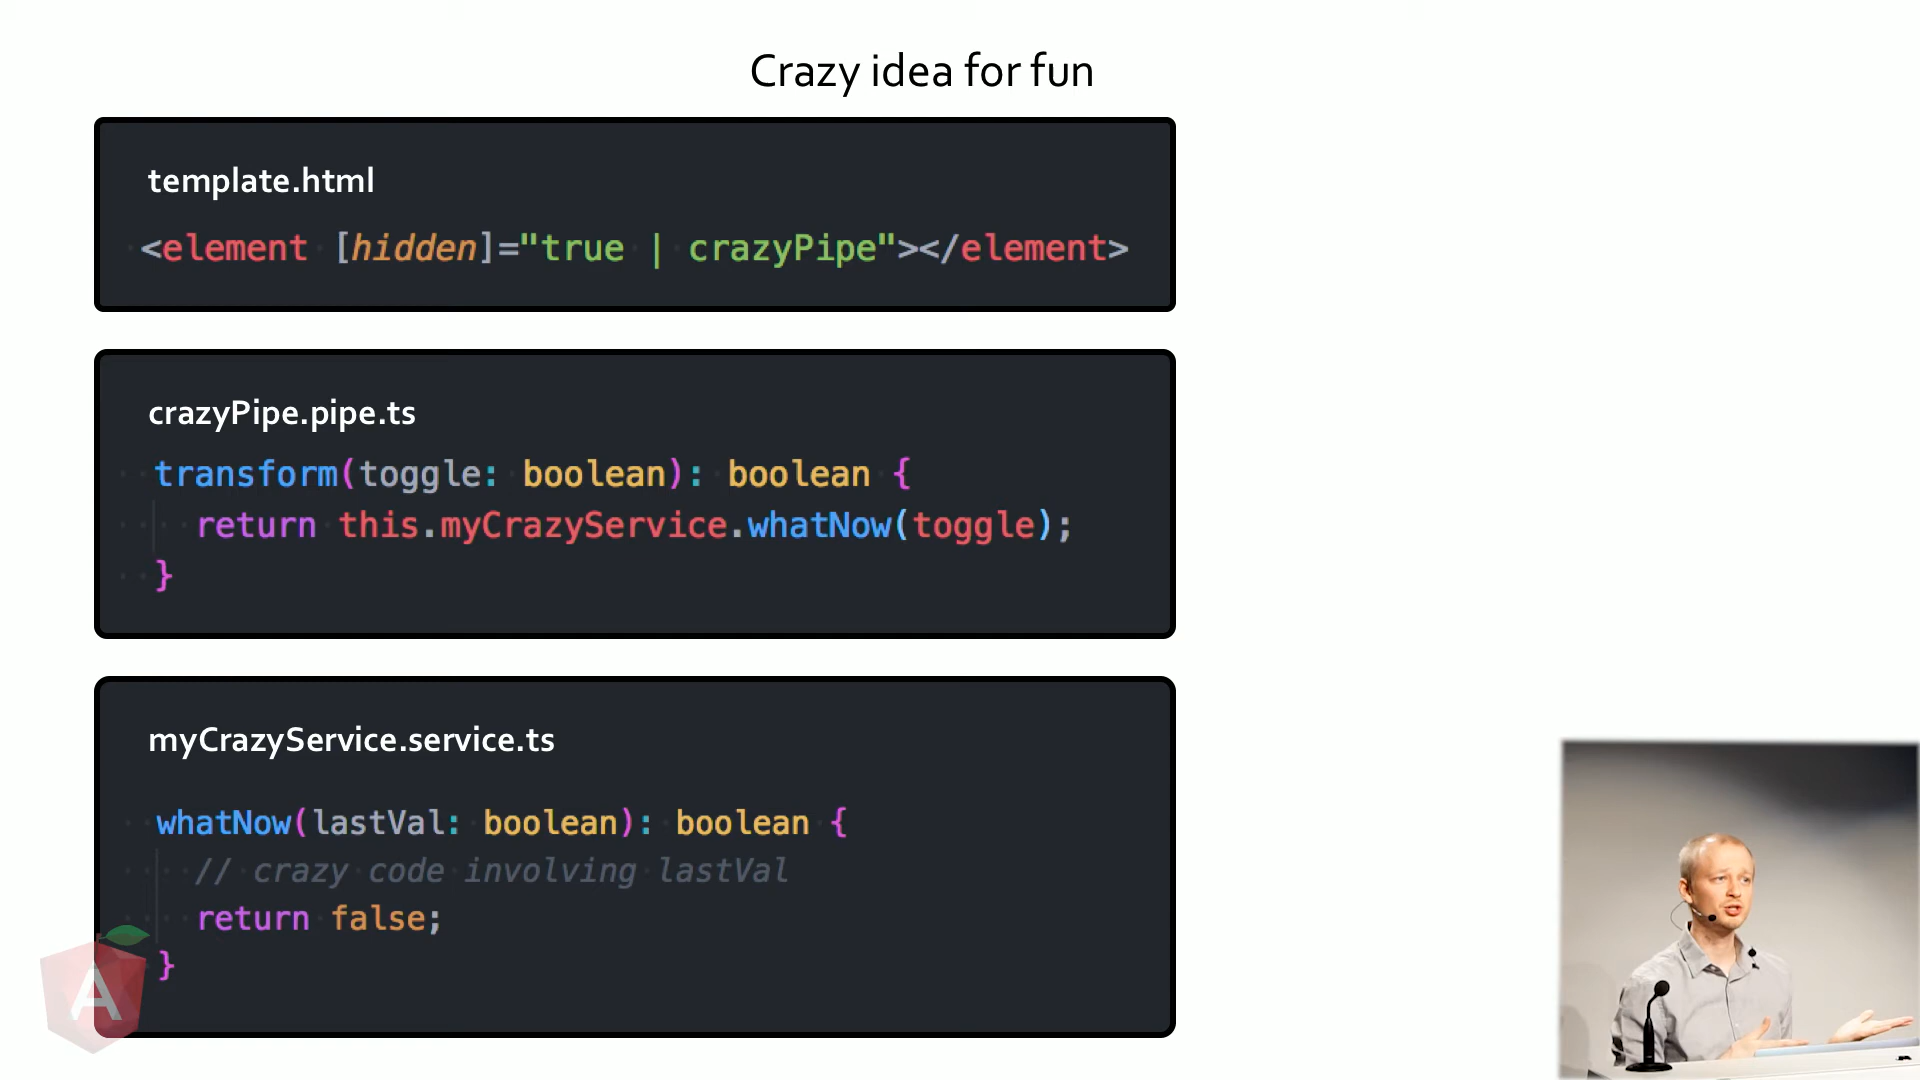 Crazy idea for fun
template.html
<element [hidden]="true | crazyPipe"></element>
crazyPipe.pipe.ts
transform(toggle: boolean): boolean {
return this.myCrazyService.whatNow(toggle);
}
myCrazyService.service.ts
whatNow(lastVal: boolean): boolean {
// crazy code involving lastVal
return false;
}
A